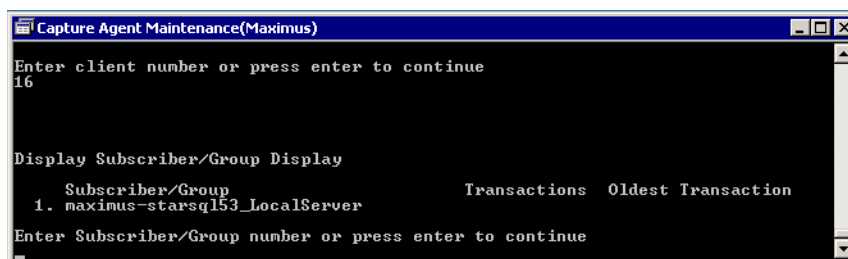 Capture Agent Maintenance(Maximus)
Enter client number or press enter to continue
16
Display Subscriber/Group Display
Subscriber/Group Transactions Oldest Transaction
1. maximus-starsql53_LocalServer
Enter Subscriber/Group number or press enter to continue